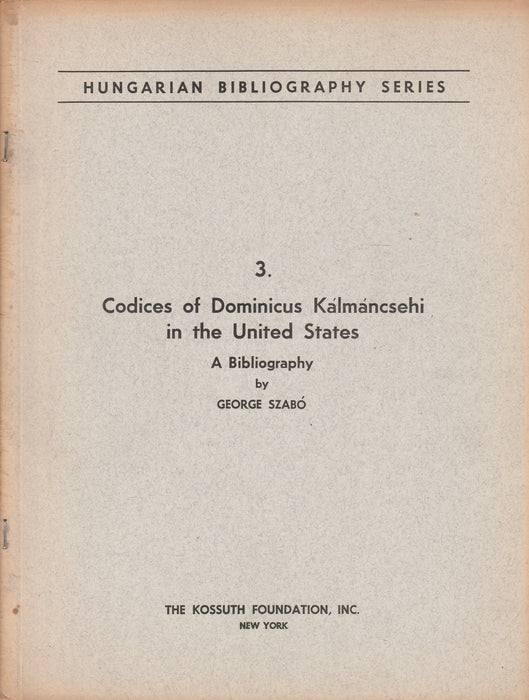 HUNGARIAN BIBLIOGRAPHY SERIES
3.
Codices of Dominicus Kálmáncsehi
in the United States
A Bibliography
by
GEORGE SZABÓ
THE KOSSUTH FOUNDATION, INC.
NEW YORK